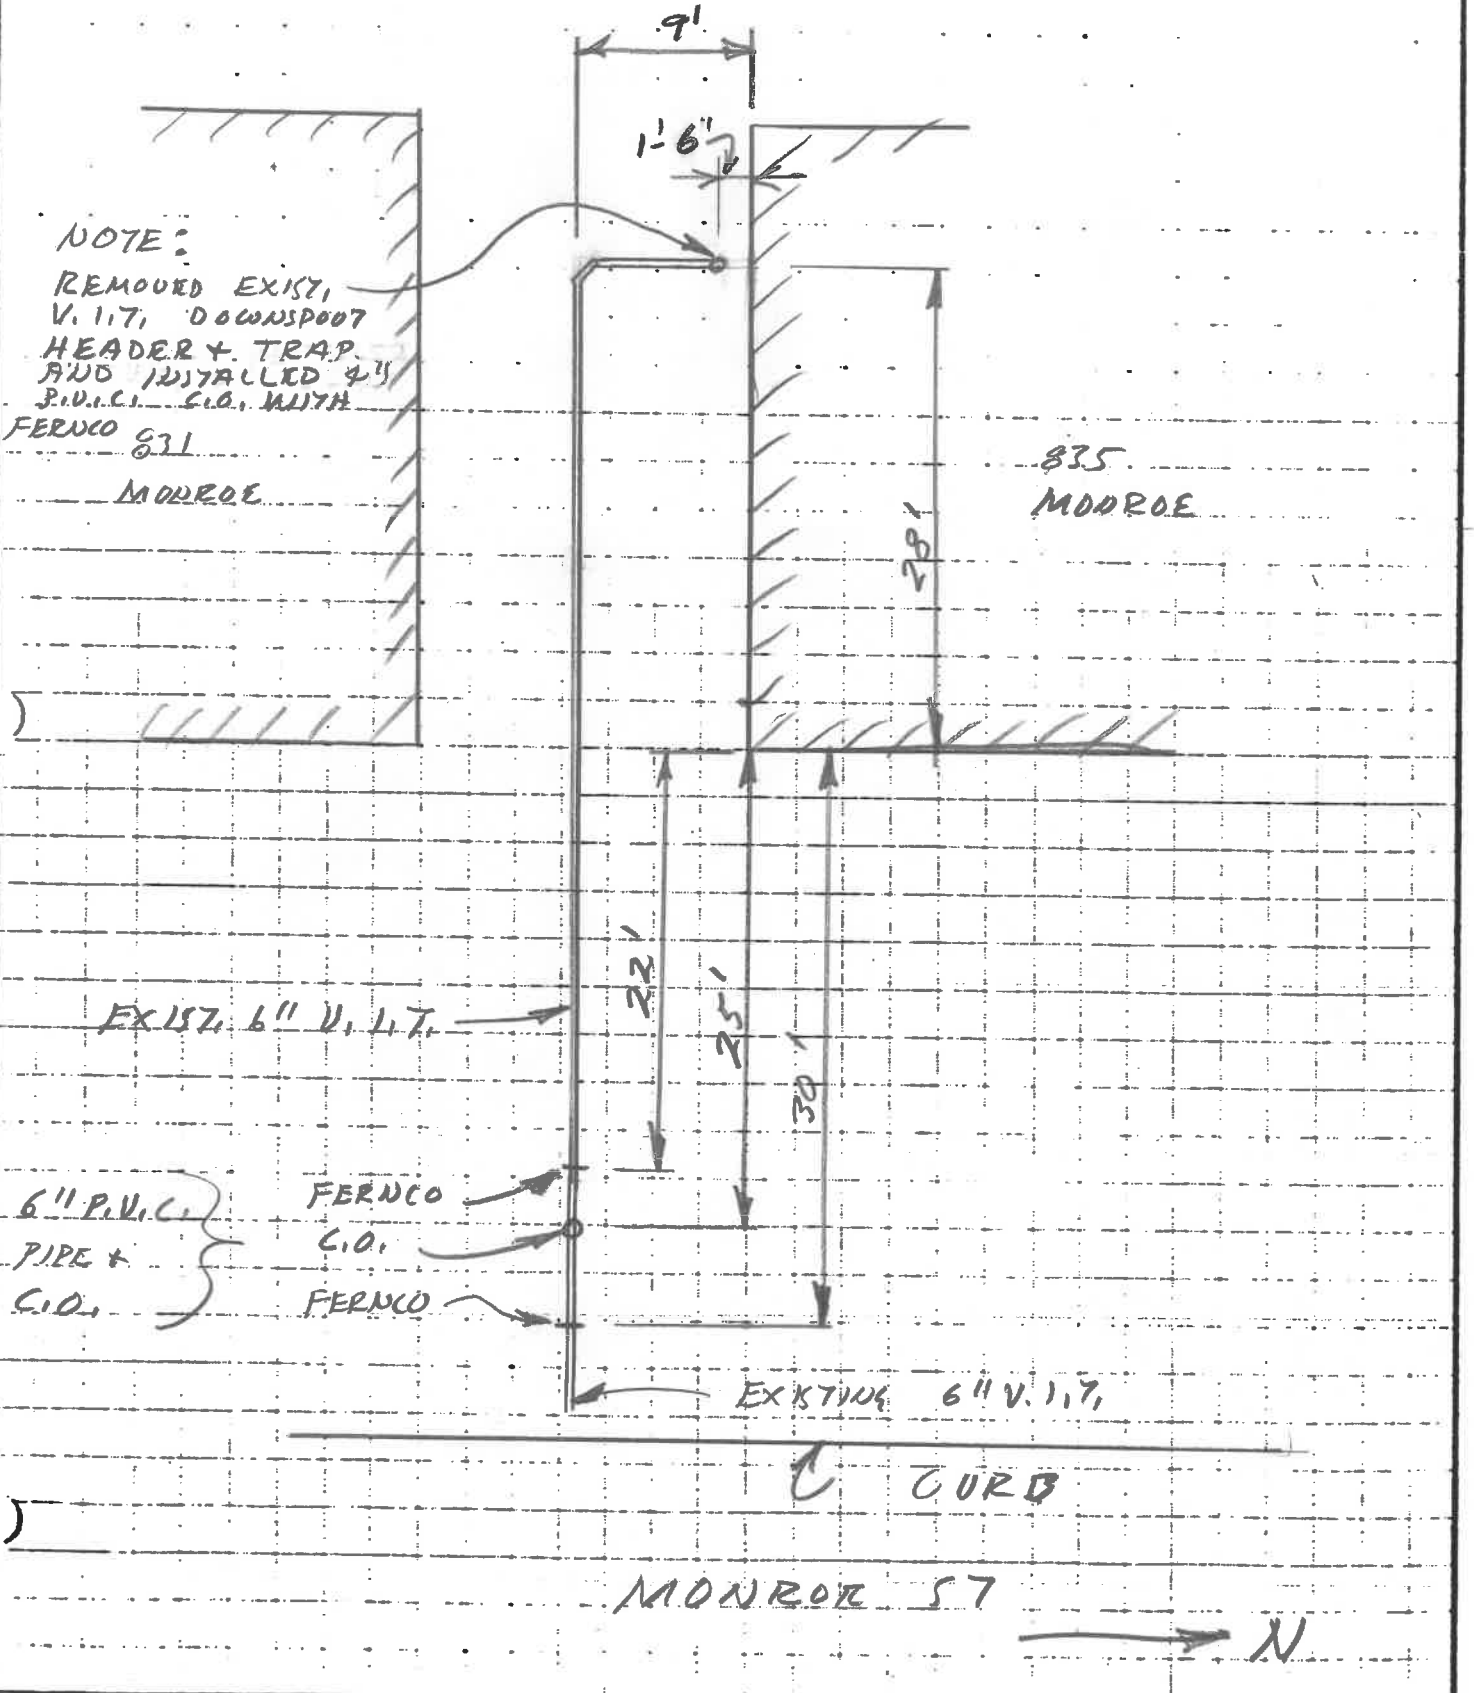 9'
1'-6"
NOTE:
REMOVED EXIST,
V.I.T, DOWNSPOUT
HEADER + TRAP.
AND INSTALLED 4"
P.V.C. C.O. WITH
FERNCO
831
MONROE
835
MONROE
28'
22'
25'
30'
EXIST. 6" V.I.T.
6" P.V.C.
PIPE +
C.O.
FERNCO
C.O.
FERNCO
EXISTING 6" V.I.T,
CURB
MONROE ST
N